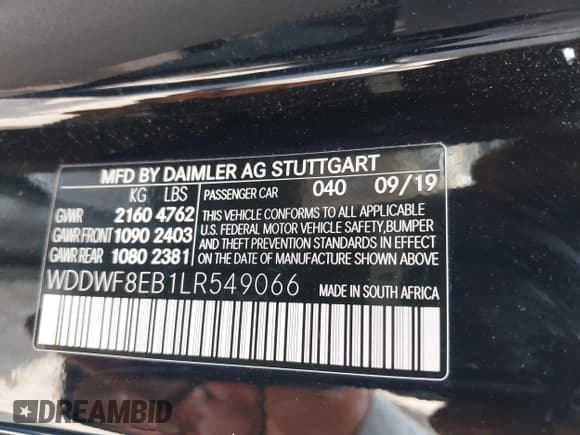 MFD BY DAIMLER AG STUTTGART
KG LBS
GVWR 2160 4762
GAWR FRONT 1090 2403
GAWR REAR 1080 2381
PASSENGER CAR 040 09/19
THIS VEHICLE CONFORMS TO ALL APPLICABLE
U.S. FEDERAL MOTOR VEHICLE SAFETY,BUMPER
AND THEFT PREVENTION STANDARDS IN EFFECT
ON THE DATE OF MANUFACTURE SHOWN ABOVE
WDDWF8EB1LR549066 MADE IN SOUTH AFRICA
DREAMBID